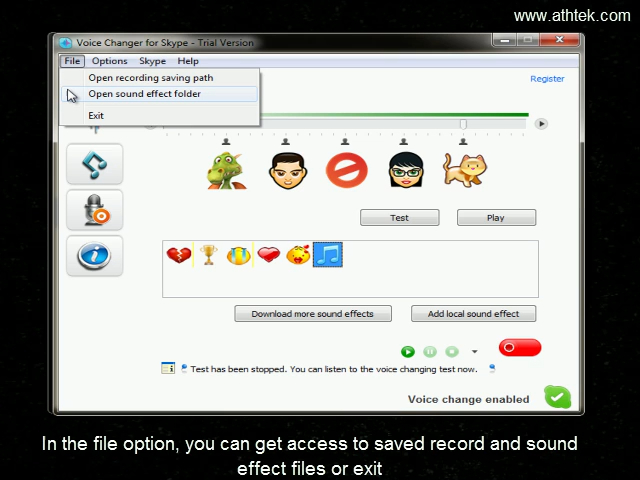 www.athtek.com
Voice Changer for Skype - Trial Version
File Options Skype Help
Open recording saving path
Open sound effect folder
Exit
Register
Test Play
Download more sound effects Add local sound effect
Test has been stopped. You can listen to the voice changing test now.
Voice change enabled
In the file option, you can get access to saved record and sound
effect files or exit